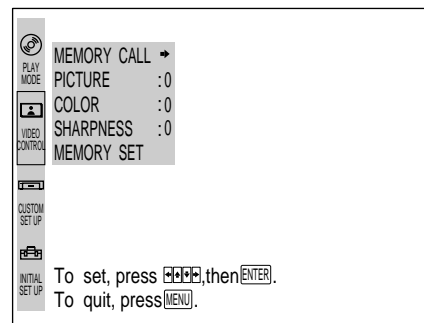 PLAY
MODE
VIDEO
CONTROL
CUSTOM
SET UP
INITIAL
SET UP
MEMORY CALL
PICTURE :0
COLOR :0
SHARPNESS :0
MEMORY SET
To set, press ,then ENTER.
To quit, press MENU.